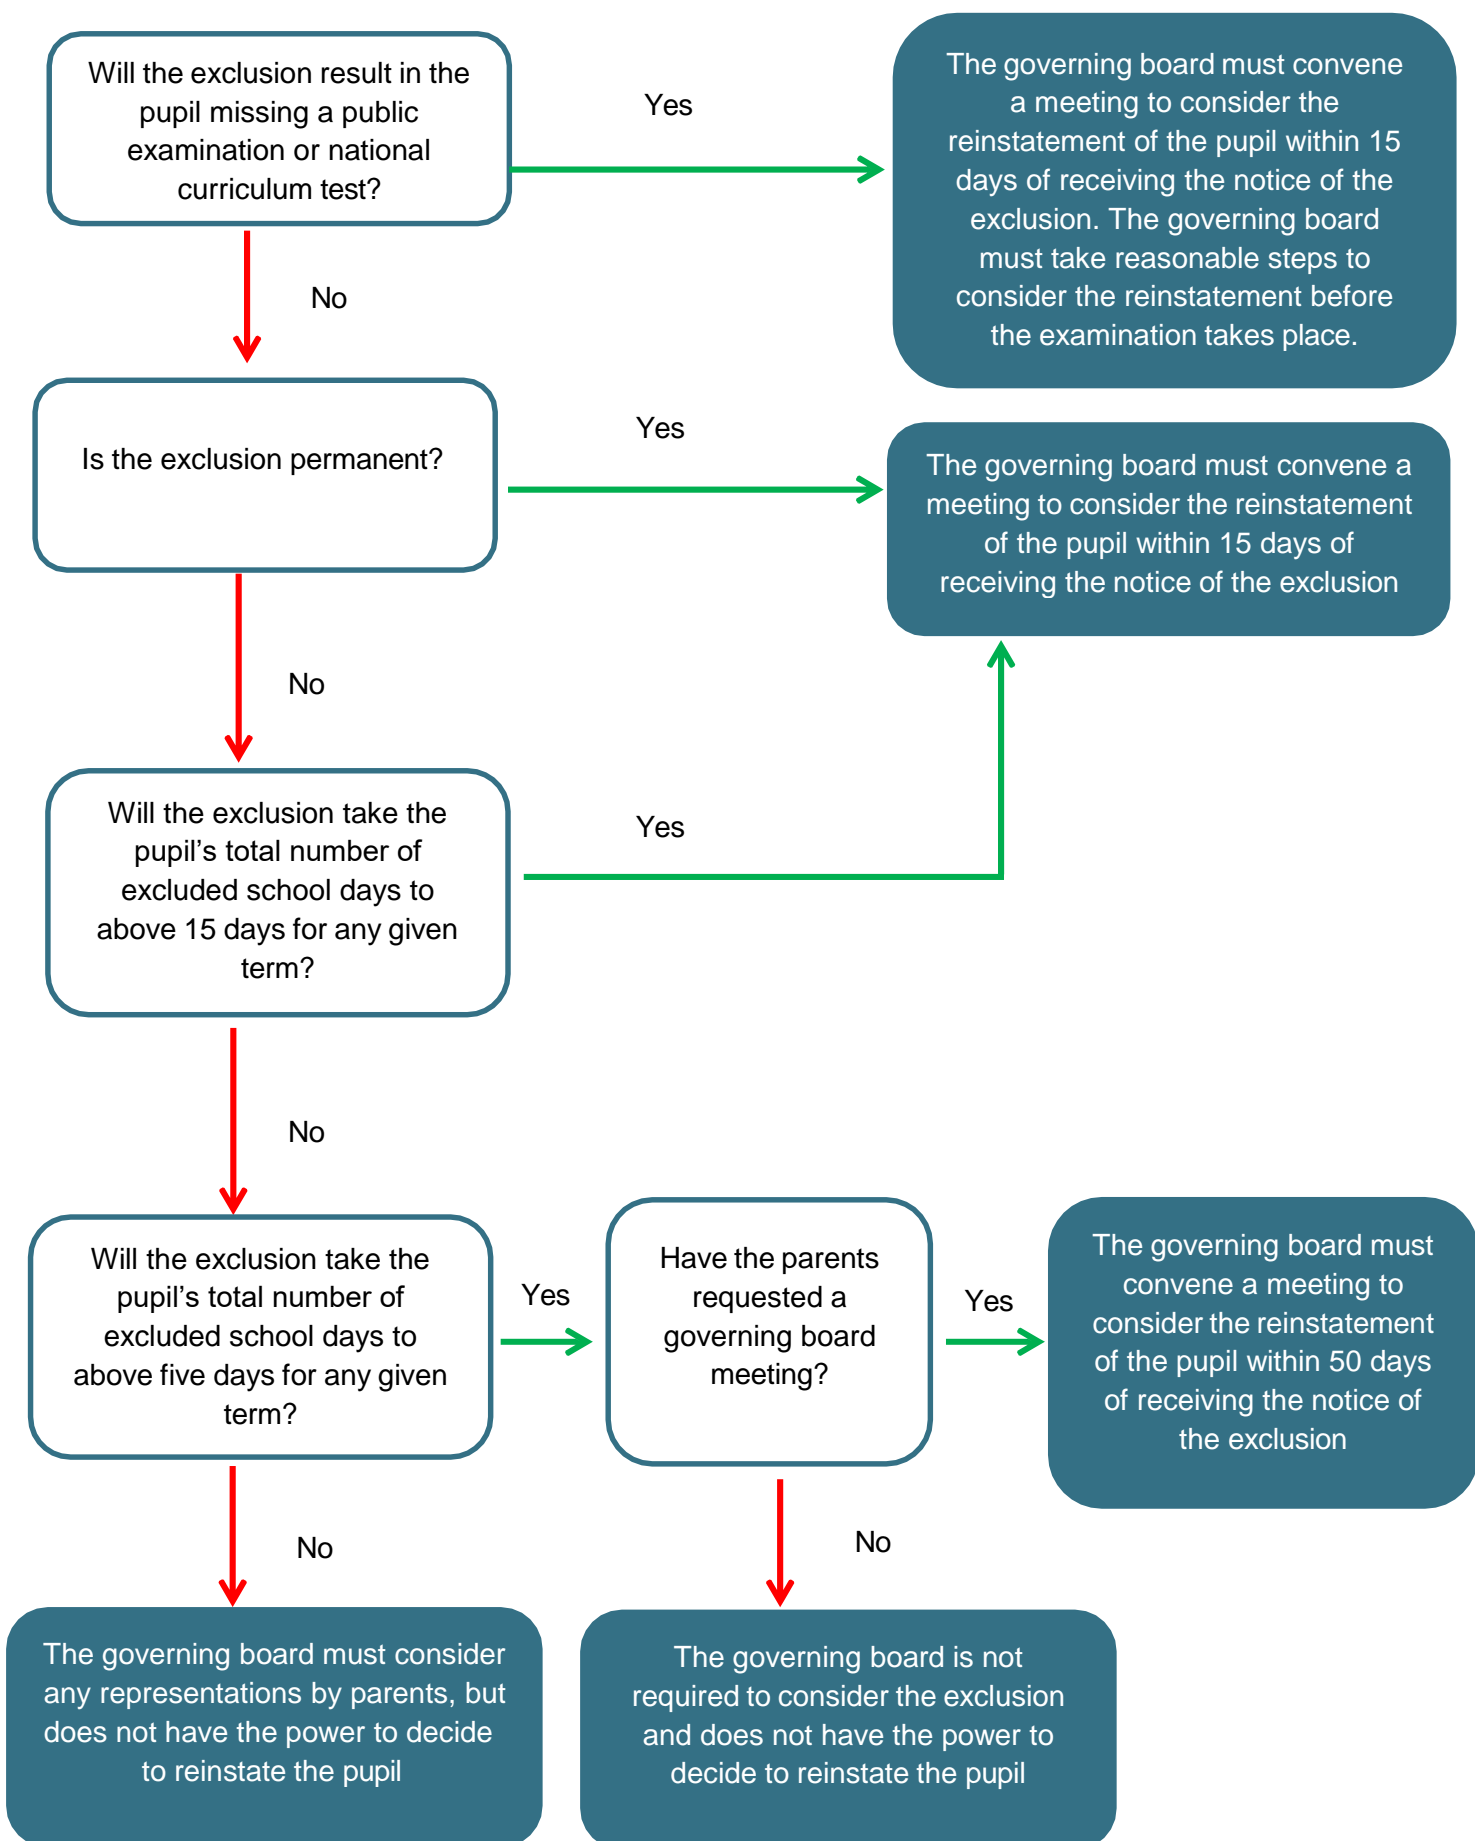 Will the exclusion result in the
pupil missing a public
examination or national
curriculum test?
Yes
The governing board must convene
a meeting to consider the
reinstatement of the pupil within 15
days of receiving the notice of the
exclusion. The governing board
must take reasonable steps to
consider the reinstatement before
the examination takes place.
No
Is the exclusion permanent?
Yes
The governing board must convene a
meeting to consider the reinstatement
of the pupil within 15 days of
receiving the notice of the exclusion
No
Will the exclusion take the
pupil’s total number of
excluded school days to
above 15 days for any given
term?
Yes
No
Will the exclusion take the
pupil’s total number of
excluded school days to
above five days for any given
term?
Yes
Have the parents
requested a
governing board
meeting?
Yes
The governing board must
convene a meeting to
consider the reinstatement
of the pupil within 50 days
of receiving the notice of
the exclusion
No
No
The governing board must consider
any representations by parents, but
does not have the power to decide
to reinstate the pupil
The governing board is not
required to consider the exclusion
and does not have the power to
decide to reinstate the pupil